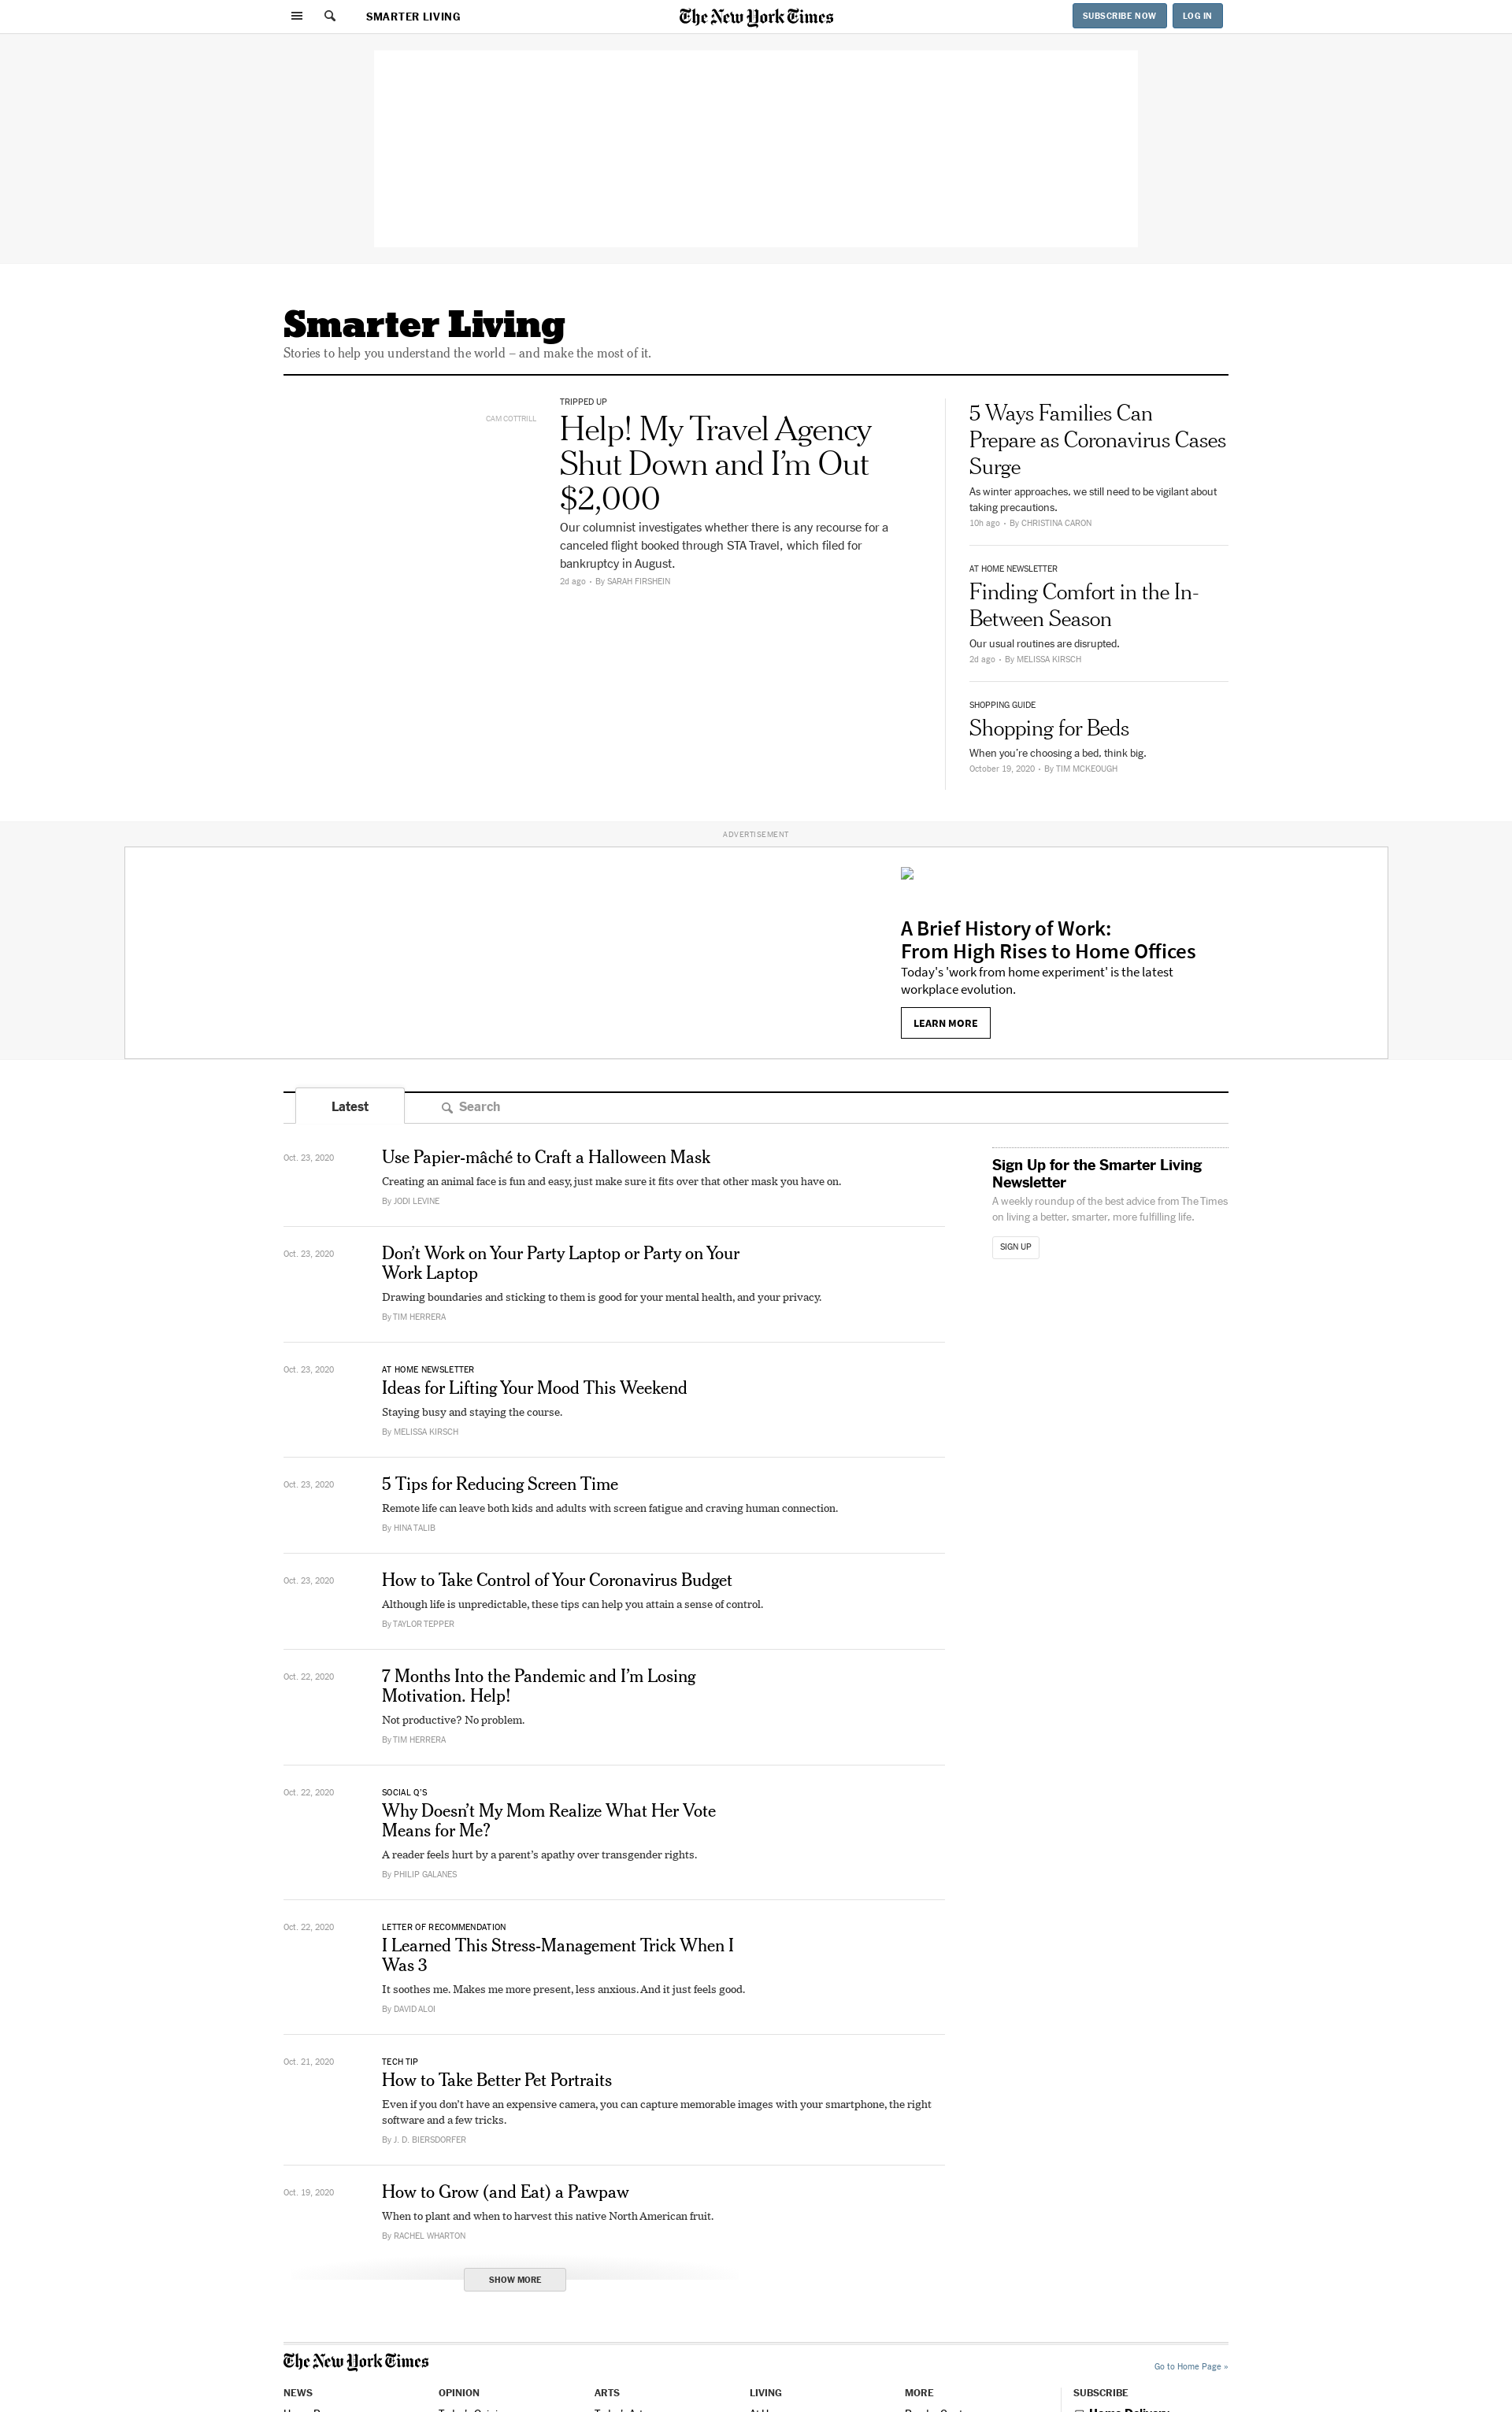 SMARTER LIVING
The New York Times
SUBSCRIBE NOW
LOG IN
Smarter Living
Stories to help you understand the world – and make the most of it.
CAM COTTRILL
TRIPPED UP
Help! My Travel Agency
Shut Down and I’m Out
$2,000
Our columnist investigates whether there is any recourse for a
canceled flight booked through STA Travel, which filed for
bankruptcy in August.
2d ago • By SARAH FIRSHEIN
5 Ways Families Can
Prepare as Coronavirus Cases
Surge
As winter approaches, we still need to be vigilant about
taking precautions.
10h ago • By CHRISTINA CARON
AT HOME NEWSLETTER
Finding Comfort in the In-
Between Season
Our usual routines are disrupted.
2d ago • By MELISSA KIRSCH
SHOPPING GUIDE
Shopping for Beds
When you’re choosing a bed, think big.
October 19, 2020 • By TIM MCKEOUGH
ADVERTISEMENT
A Brief History of Work:
From High Rises to Home Offices
Today's 'work from home experiment' is the latest
workplace evolution.
LEARN MORE
Latest
Search
Oct. 23, 2020
Use Papier-mâché to Craft a Halloween Mask
Creating an animal face is fun and easy, just make sure it fits over that other mask you have on.
By JODI LEVINE
Oct. 23, 2020
Don’t Work on Your Party Laptop or Party on Your
Work Laptop
Drawing boundaries and sticking to them is good for your mental health, and your privacy.
By TIM HERRERA
Oct. 23, 2020
AT HOME NEWSLETTER
Ideas for Lifting Your Mood This Weekend
Staying busy and staying the course.
By MELISSA KIRSCH
Oct. 23, 2020
5 Tips for Reducing Screen Time
Remote life can leave both kids and adults with screen fatigue and craving human connection.
By HINA TALIB
Oct. 23, 2020
How to Take Control of Your Coronavirus Budget
Although life is unpredictable, these tips can help you attain a sense of control.
By TAYLOR TEPPER
Oct. 22, 2020
7 Months Into the Pandemic and I’m Losing
Motivation. Help!
Not productive? No problem.
By TIM HERRERA
Oct. 22, 2020
SOCIAL Q’S
Why Doesn’t My Mom Realize What Her Vote
Means for Me?
A reader feels hurt by a parent’s apathy over transgender rights.
By PHILIP GALANES
Oct. 22, 2020
LETTER OF RECOMMENDATION
I Learned This Stress-Management Trick When I
Was 3
It soothes me. Makes me more present, less anxious. And it just feels good.
By DAVID ALOI
Oct. 21, 2020
TECH TIP
How to Take Better Pet Portraits
Even if you don’t have an expensive camera, you can capture memorable images with your smartphone, the right
software and a few tricks.
By J. D. BIERSDORFER
Oct. 19, 2020
How to Grow (and Eat) a Pawpaw
When to plant and when to harvest this native North American fruit.
By RACHEL WHARTON
SHOW MORE
Sign Up for the Smarter Living
Newsletter
A weekly roundup of the best advice from The Times
on living a better, smarter, more fulfilling life.
SIGN UP
The New York Times
Go to Home Page »
NEWS
OPINION
ARTS
LIVING
MORE
SUBSCRIBE